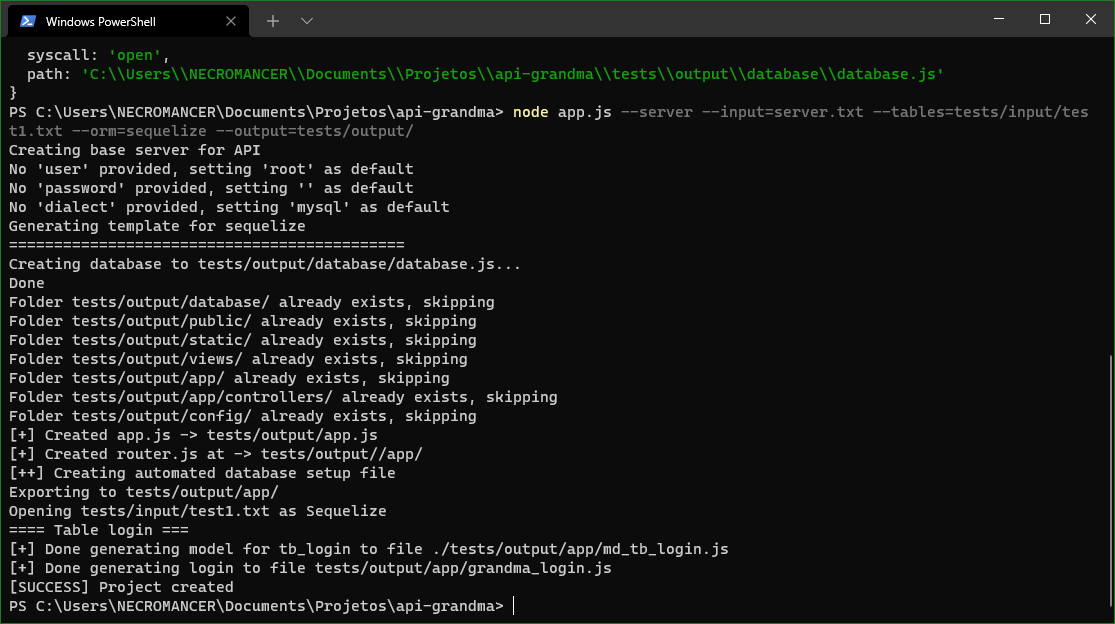 Windows PowerShell
  syscall: 'open',
  path: 'C:\\Users\\NECROMANCER\\Documents\\Projetos\\api-grandma\\tests\\output\\database\\database.js'
}
PS C:\Users\NECROMANCER\Documents\Projetos\api-grandma> node app.js --server --input=server.txt --tables=tests/input/tes
t1.txt --orm=sequelize --output=tests/output/
Creating base server for API
No 'user' provided, setting 'root' as default
No 'password' provided, setting '' as default
No 'dialect' provided, setting 'mysql' as default
Generating template for sequelize
============================================
Creating database to tests/output/database/database.js...
Done
Folder tests/output/database/ already exists, skipping
Folder tests/output/public/ already exists, skipping
Folder tests/output/static/ already exists, skipping
Folder tests/output/views/ already exists, skipping
Folder tests/output/app/ already exists, skipping
Folder tests/output/app/controllers/ already exists, skipping
Folder tests/output/config/ already exists, skipping
[+] Created app.js -> tests/output/app.js
[+] Created router.js at -> tests/output//app/
[++] Creating automated database setup file
Exporting to tests/output/app/
Opening tests/input/test1.txt as Sequelize
==== Table login ===
[+] Done generating model for tb_login to file ./tests/output/app/md_tb_login.js
[+] Done generating login to file tests/output/app/grandma_login.js
[SUCCESS] Project created
PS C:\Users\NECROMANCER\Documents\Projetos\api-grandma>